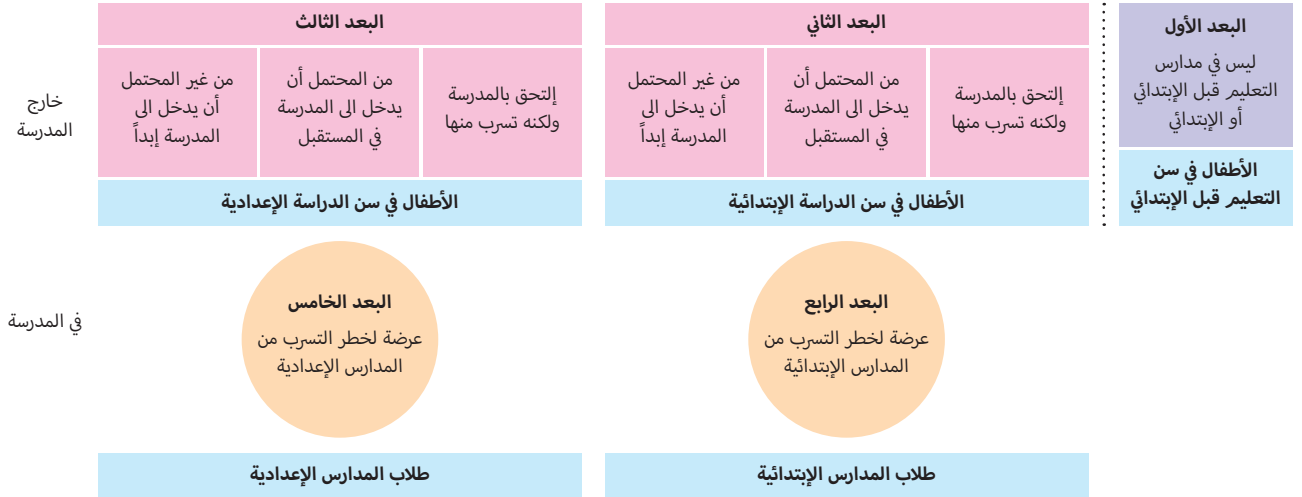 البعد الأول
ليس في مدارس
التعليم قبل الإبتدائي
أو الإبتدائي
الأطفال في سن
التعليم قبل الإبتدائي
البعد الثاني
إلتحق بالمدرسة
ولكنه تسرب منها
من المحتمل أن
يدخل الى المدرسة
في المستقبل
من غير المحتمل
أن يدخل الى
المدرسة إبداً
الأطفال في سن الدراسة الإبتدائية
البعد الثالث
إلتحق بالمدرسة
ولكنه تسرب منها
من المحتمل أن
يدخل الى المدرسة
في المستقبل
من غير المحتمل
أن يدخل الى
المدرسة إبداً
الأطفال في سن الدراسة الإعدادية
خارج
المدرسة
البعد الرابع
عرضة لخطر التسرب من
المدارس الإبتدائية
البعد الخامس
عرضة لخطر التسرب من
المدارس الإعدادية
في المدرسة
طلاب المدارس الإبتدائية
طلاب المدارس الإعدادية